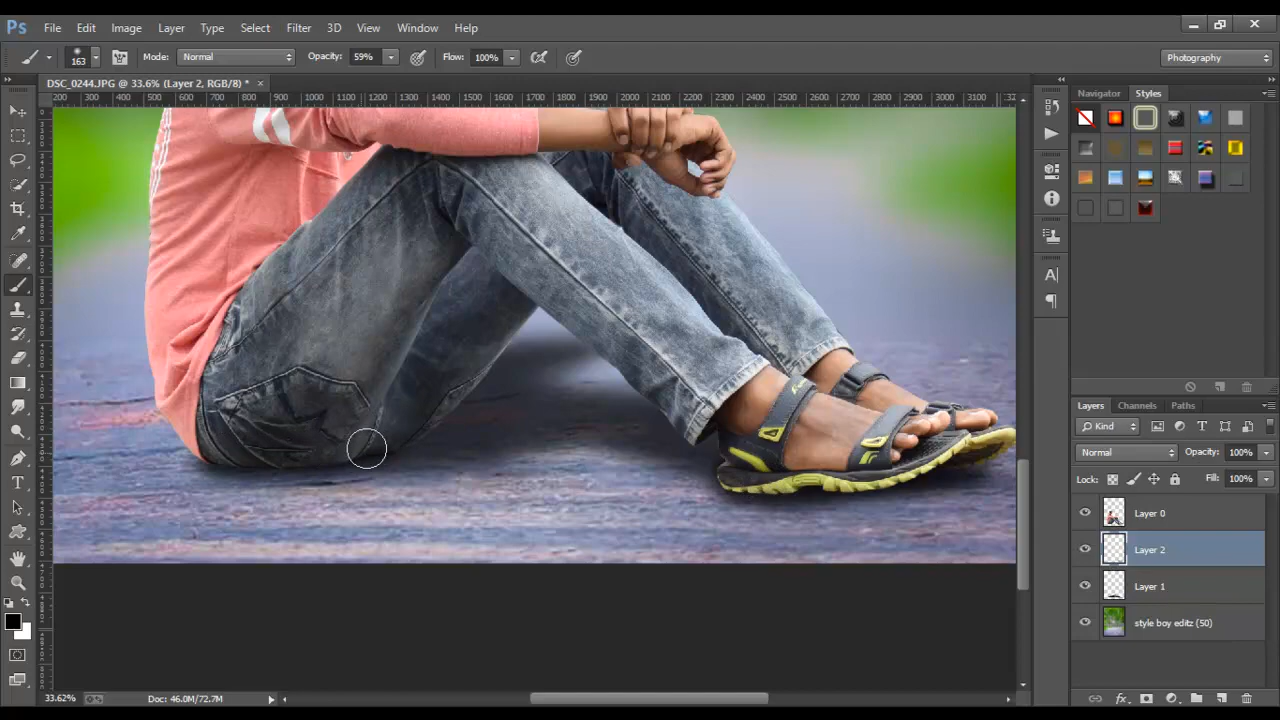 Ps File Edit Image Layer Type Select Filter 3D View Window Help
163 Mode: Normal Opacity: 59% Flow: 100% Photography
DSC_0244.JPG @ 33.6% (Layer 2, RGB/8) * ×
200 300 400 500 600 700 800 900 1000 1100 1200 1300 1400 1500 1600 1700 1800 1900 2000 2100 2200 2300 2400 2500 2600 2700 2800 2900 3000 3100
Navigator Styles
Layers Channels Paths
Kind
Normal Opacity: 100%
Lock: Fill: 100%
Layer 0
Layer 2
Layer 1
style boy editz (50)
33.62% Doc: 46.0M/72.7M